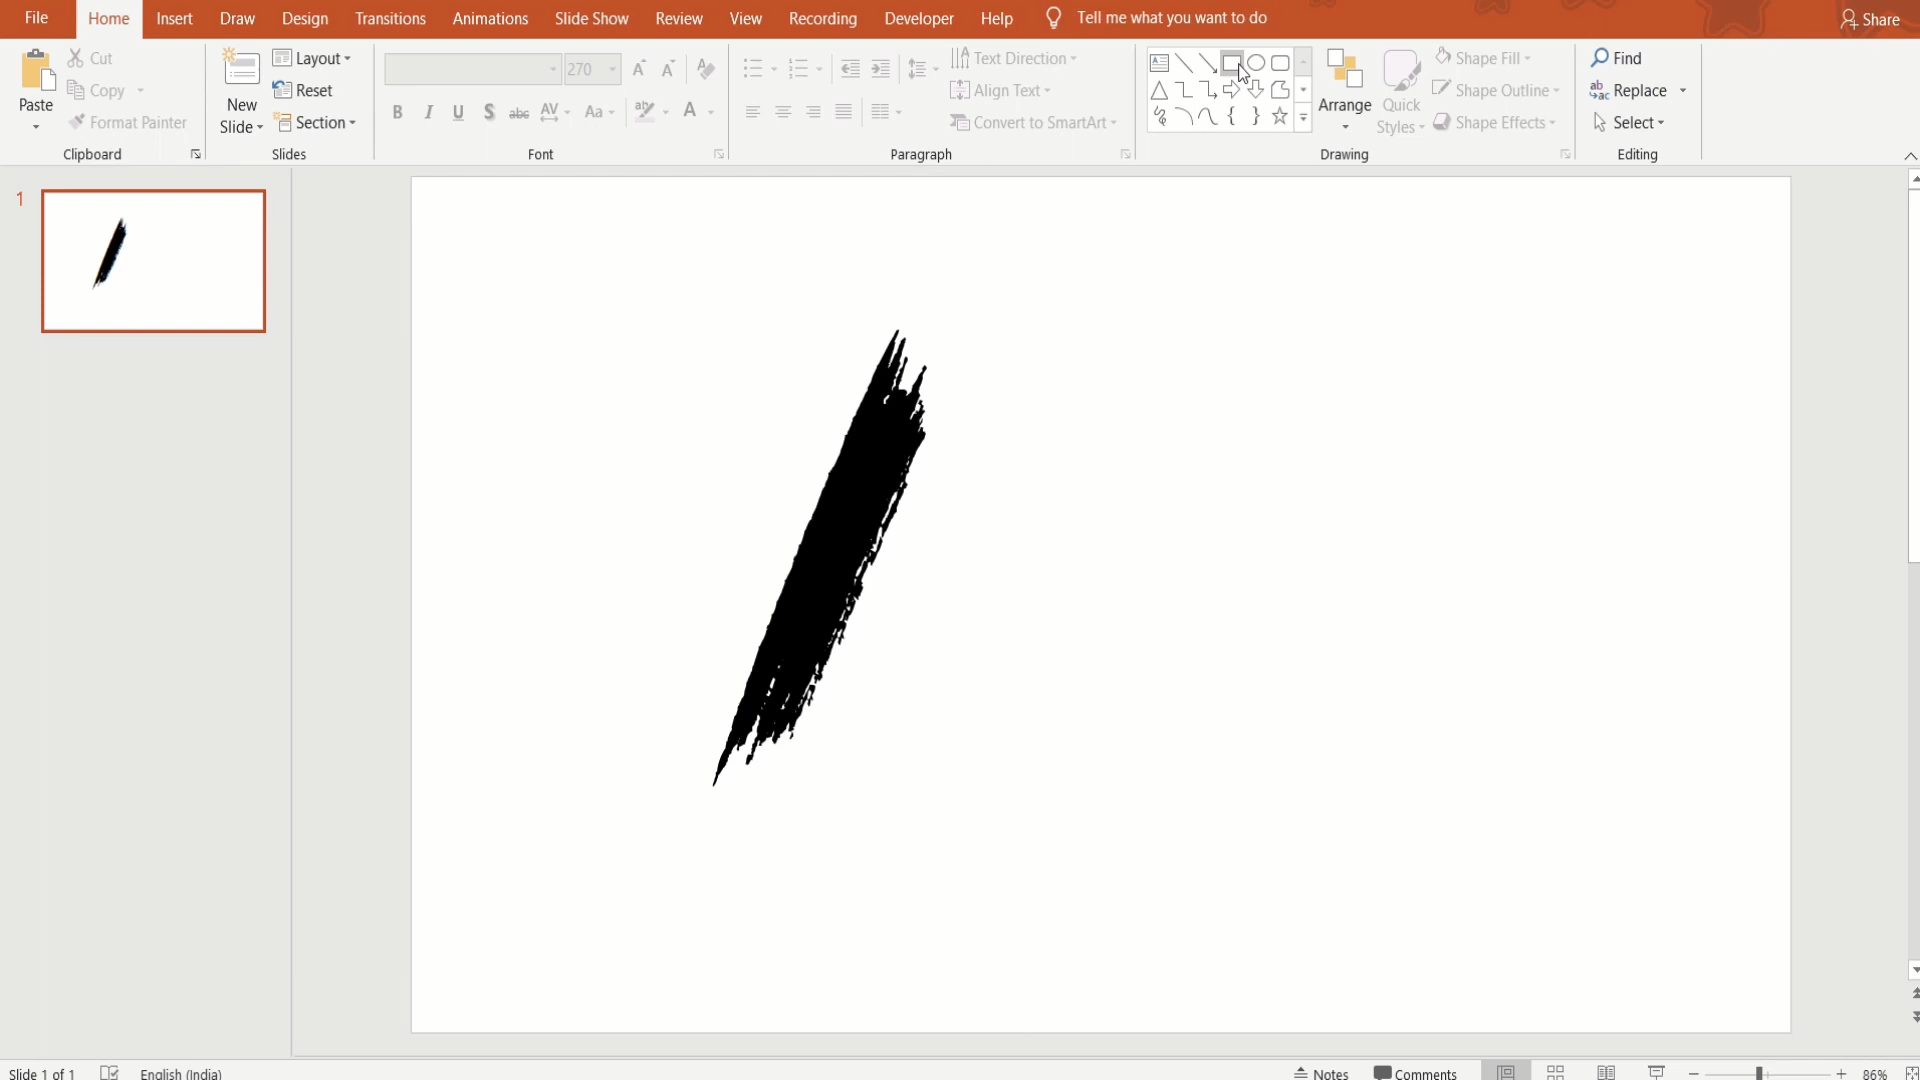 File Home Insert Draw Design Transitions Animations Slide Show Review View Recording Developer Help Tell me what you want to do Share
Paste
Cut
Copy
Format Painter
Clipboard
New
Slide
Layout
Reset
Section
Slides
270
B I U S abc AV Aa A
Font
Text Direction
Align Text
Convert to SmartArt
Paragraph
Arrange
Quick
Styles
Shape Fill
Shape Outline
Shape Effects
Drawing
Find
Replace
Select
Editing
1
Slide 1 of 1 English (India) Notes Comments 86%